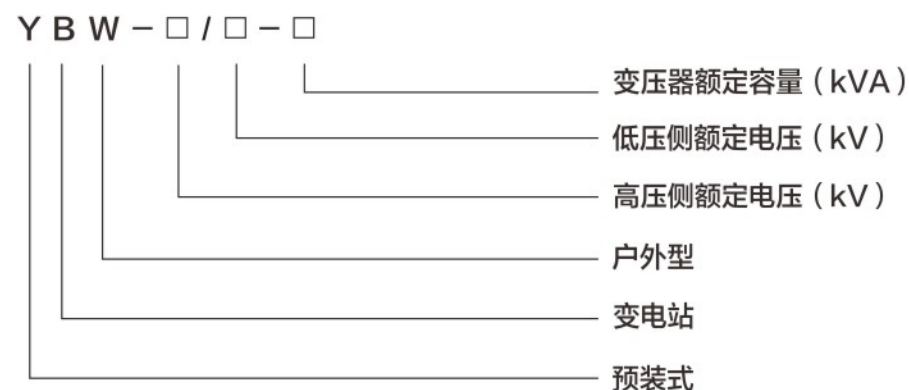 YBW-□/□-□
变压器额定容量（kVA）
低压侧额定电压（kV）
高压侧额定电压（kV）
户外型
变电站
预装式